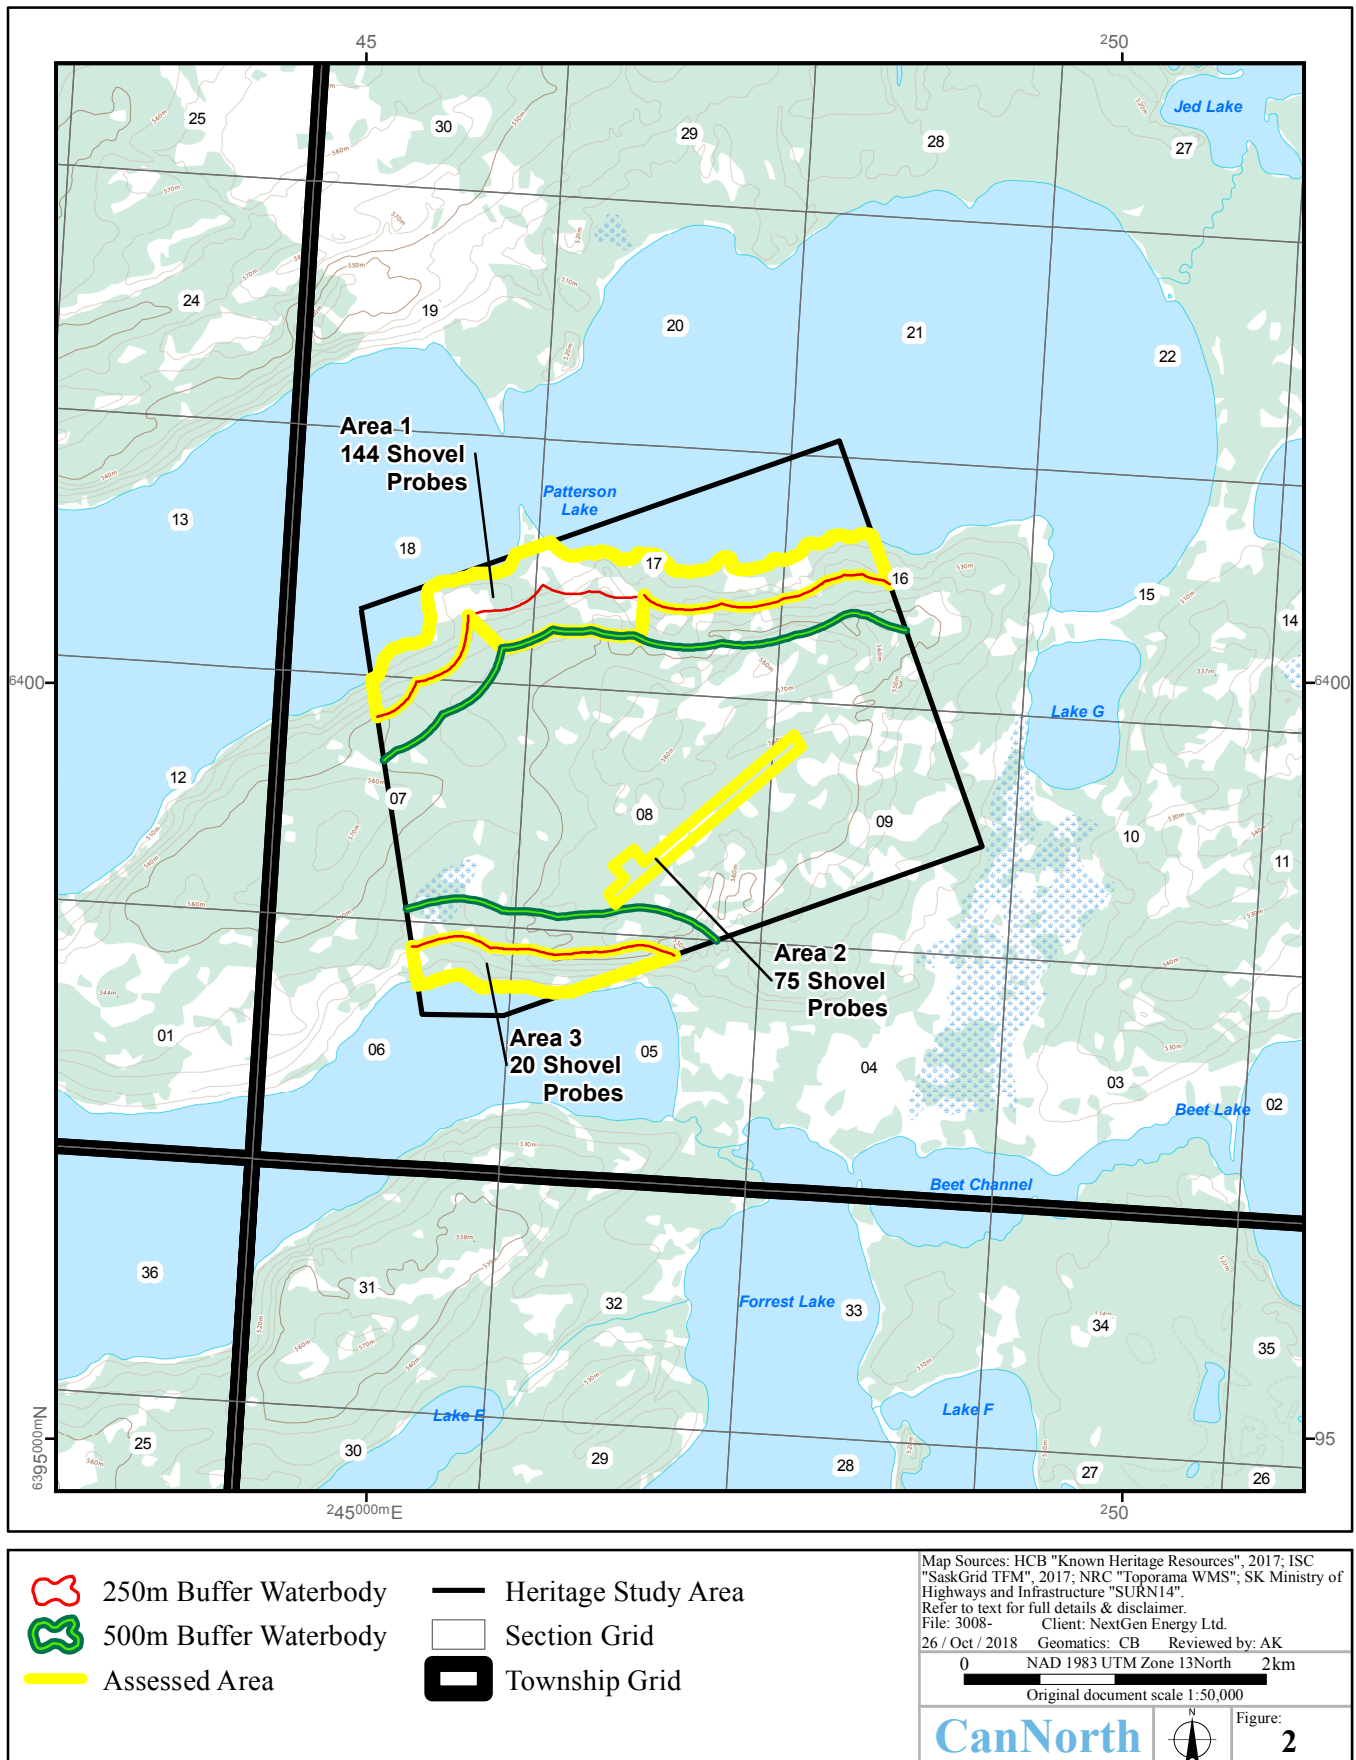 45
250
25
30
29
28
27
Jed Lake
24
19
20
21
22
Area 1
144 Shovel
Probes
Patterson
Lake
13
18
17
16
15
14
6400
6400
Lake G
12
07
08
09
10
11
Area 2
75 Shovel
Probes
Area 3
20 Shovel
Probes
01
06
05
04
03
02
Beet Lake
Beet Channel
36
31
32
Forrest Lake
33
34
35
Lake E
Lake F
25
30
29
28
27
26
6395000mN
95
245000mE
250
250m Buffer Waterbody
500m Buffer Waterbody
Assessed Area
Heritage Study Area
Section Grid
Township Grid
Map Sources: HCB "Known Heritage Resources", 2017; ISC
"SaskGrid TFM", 2017; NRC "Toporama WMS"; SK Ministry of
Highways and Infrastructure "SURN14".
Refer to text for full details & disclaimer.
File: 3008- Client: NextGen Energy Ltd.
26 / Oct / 2018 Geomatics: CB Reviewed by: AK
0 NAD 1983 UTM Zone 13North 2km
Original document scale 1:50,000
CanNorth
N
Figure:
2